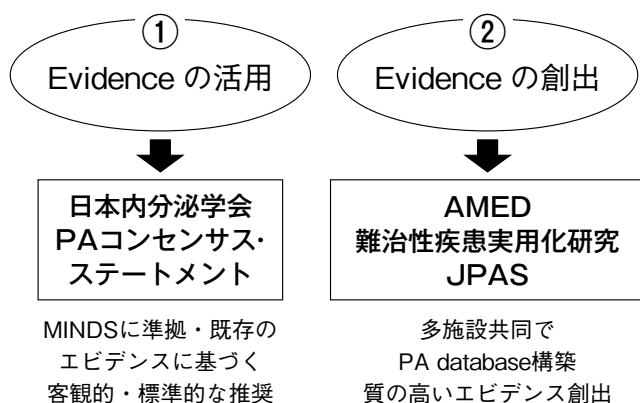 ①
Evidence の活用
日本内分泌学会
PAコンセンサス・
ステートメント
MINDSに準拠・既存の
エビデンスに基づく
客観的・標準的な推奨
②
Evidence の創出
AMED
難治性疾患実用化研究
JPAS
多施設共同で
PA database構築
質の高いエビデンス創出